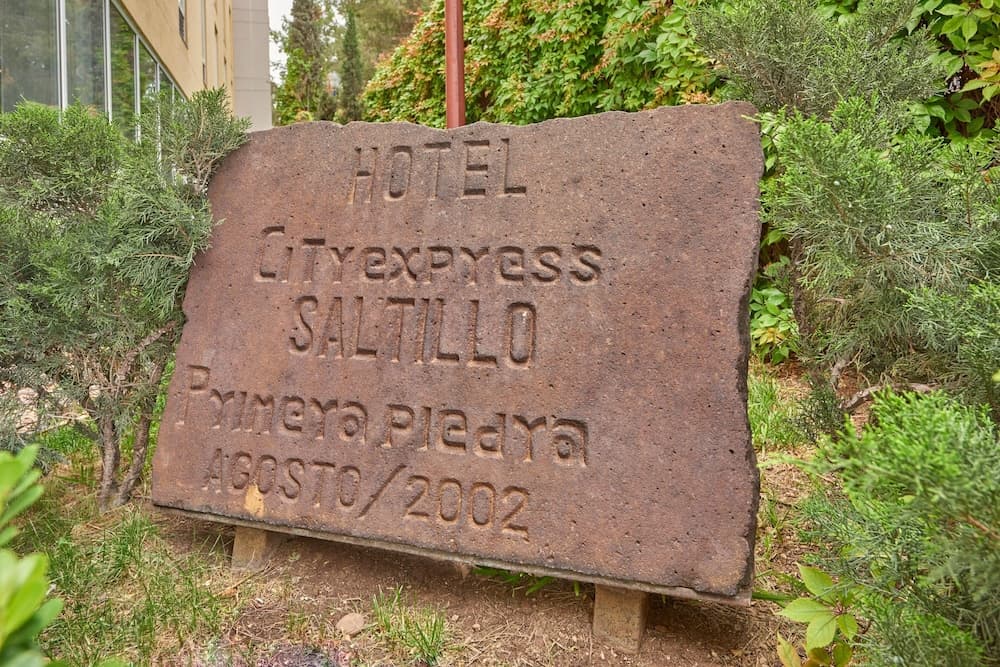 HOTEL
CiTYexpress
SALTILLO
Primera piedra
AGOSTO/2002